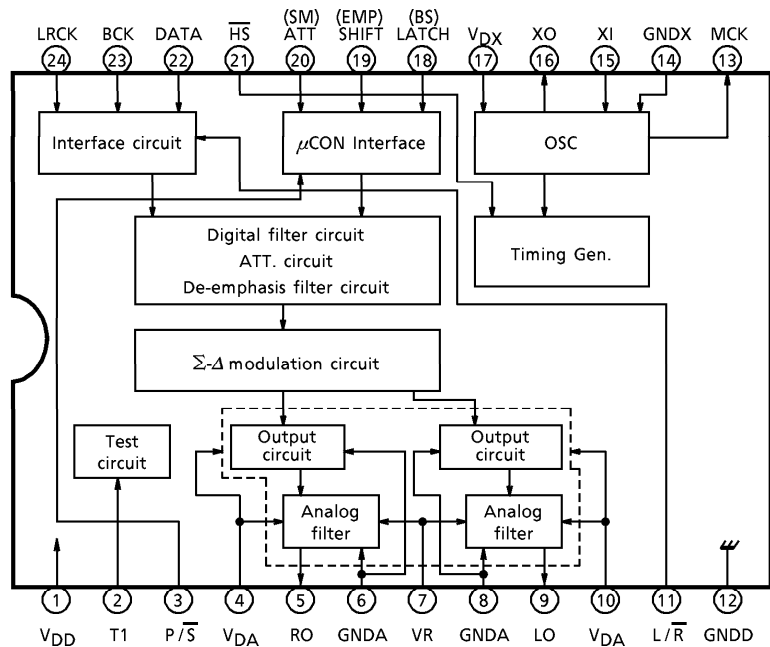 (SM) (EMP) (BS)
LRCK BCK DATA H̅S̅ ATT SHIFT LATCH VDX XO XI GNDX MCK
24 23 22 21 20 19 18 17 16 15 14 13
Interface circuit
μCON Interface
OSC
Digital filter circuit
ATT. circuit
De-emphasis filter circuit
Timing Gen.
Σ-Δ modulation circuit
Test
circuit
Output
circuit
Output
circuit
Analog
filter
Analog
filter
1 2 3 4 5 6 7 8 9 10 11 12
VDD T1 P/S̅ VDA RO GNDA VR GNDA LO VDA L/R̅ GNDD